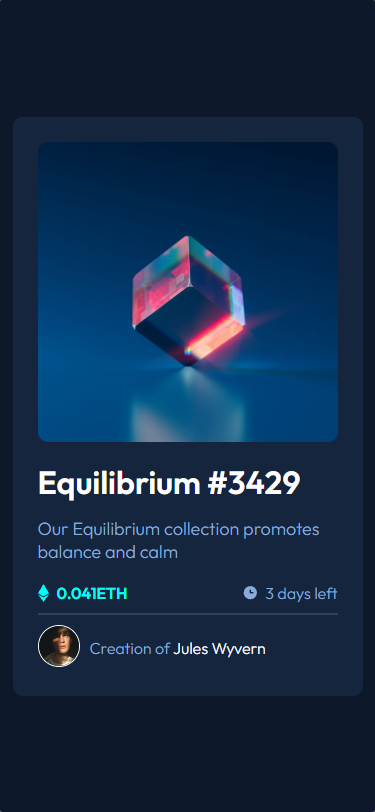 Equilibrium #3429
Our Equilibrium collection promotes
balance and calm
0.041ETH
3 days left
Creation of Jules Wyvern